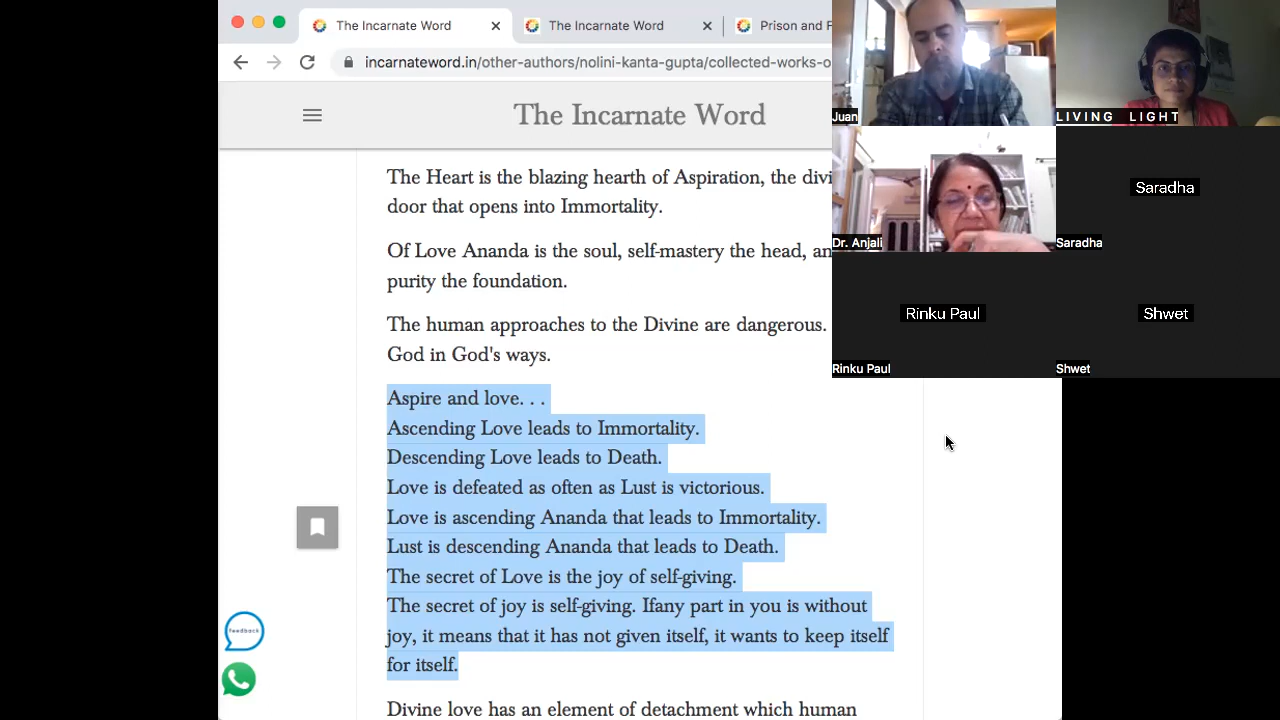 The Incarnate Word
The Incarnate Word
Prison and F
incarnateword.in/other-authors/nolini-kanta-gupta/collected-works-o
The Incarnate Word
The Heart is the blazing hearth of Aspiration, the divi
door that opens into Immortality.
Of Love Ananda is the soul, self-mastery the head, an
purity the foundation.
The human approaches to the Divine are dangerous.
God in God's ways.
Aspire and love. . .
Ascending Love leads to Immortality.
Descending Love leads to Death.
Love is defeated as often as Lust is victorious.
Love is ascending Ananda that leads to Immortality.
Lust is descending Ananda that leads to Death.
The secret of Love is the joy of self-giving.
The secret of joy is self-giving. Ifany part in you is without
joy, it means that it has not given itself, it wants to keep itself
for itself.
Divine love has an element of detachment which human
feedback
Juan
LIVING LIGHT
Dr. Anjali
Saradha
Saradha
Rinku Paul
Rinku Paul
Shwet
Shwet